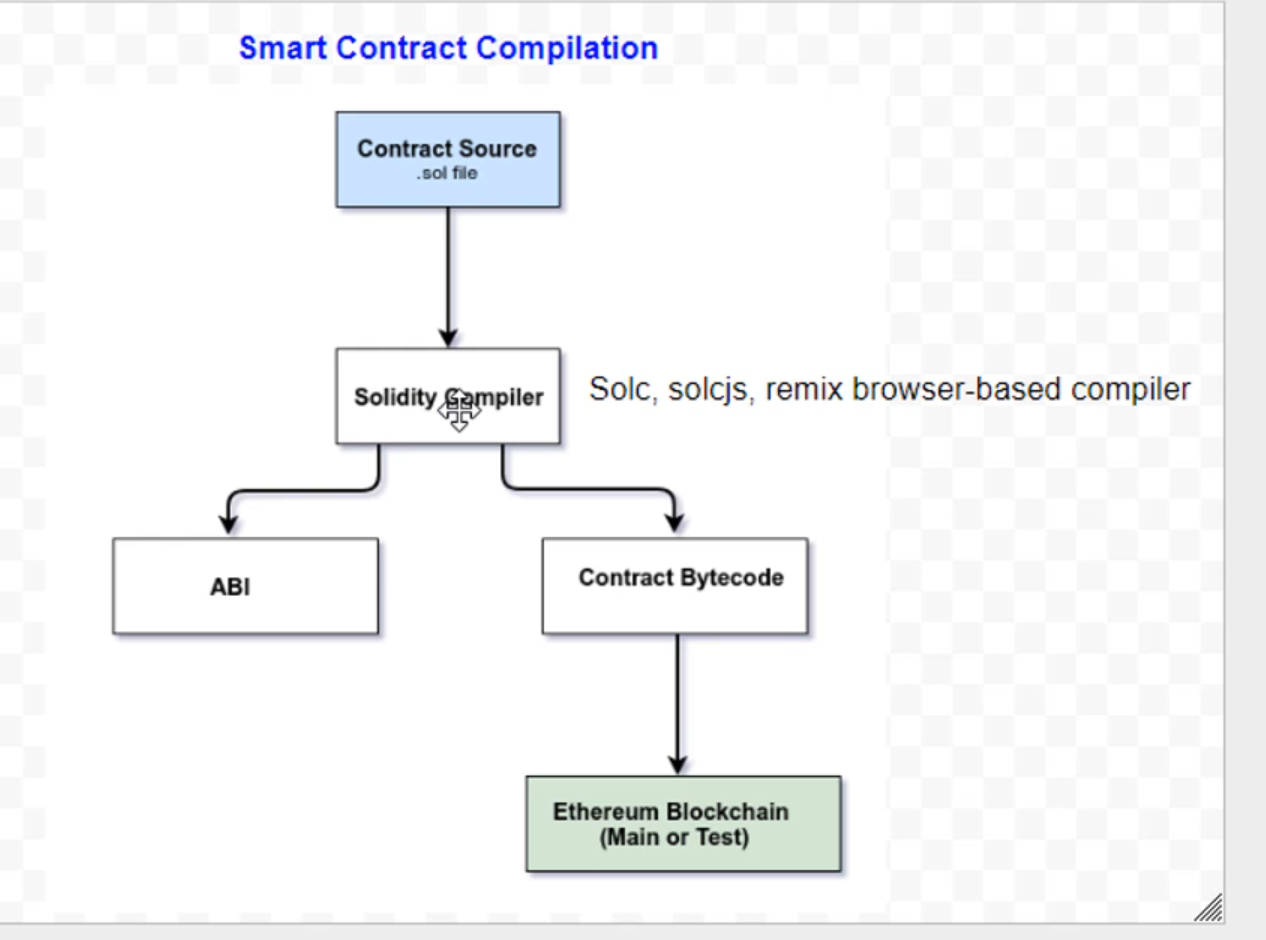 Smart Contract Compilation
Contract Source
.sol file
Solidity Compiler
Solc, solcjs, remix browser-based compiler
ABI
Contract Bytecode
Ethereum Blockchain
(Main or Test)